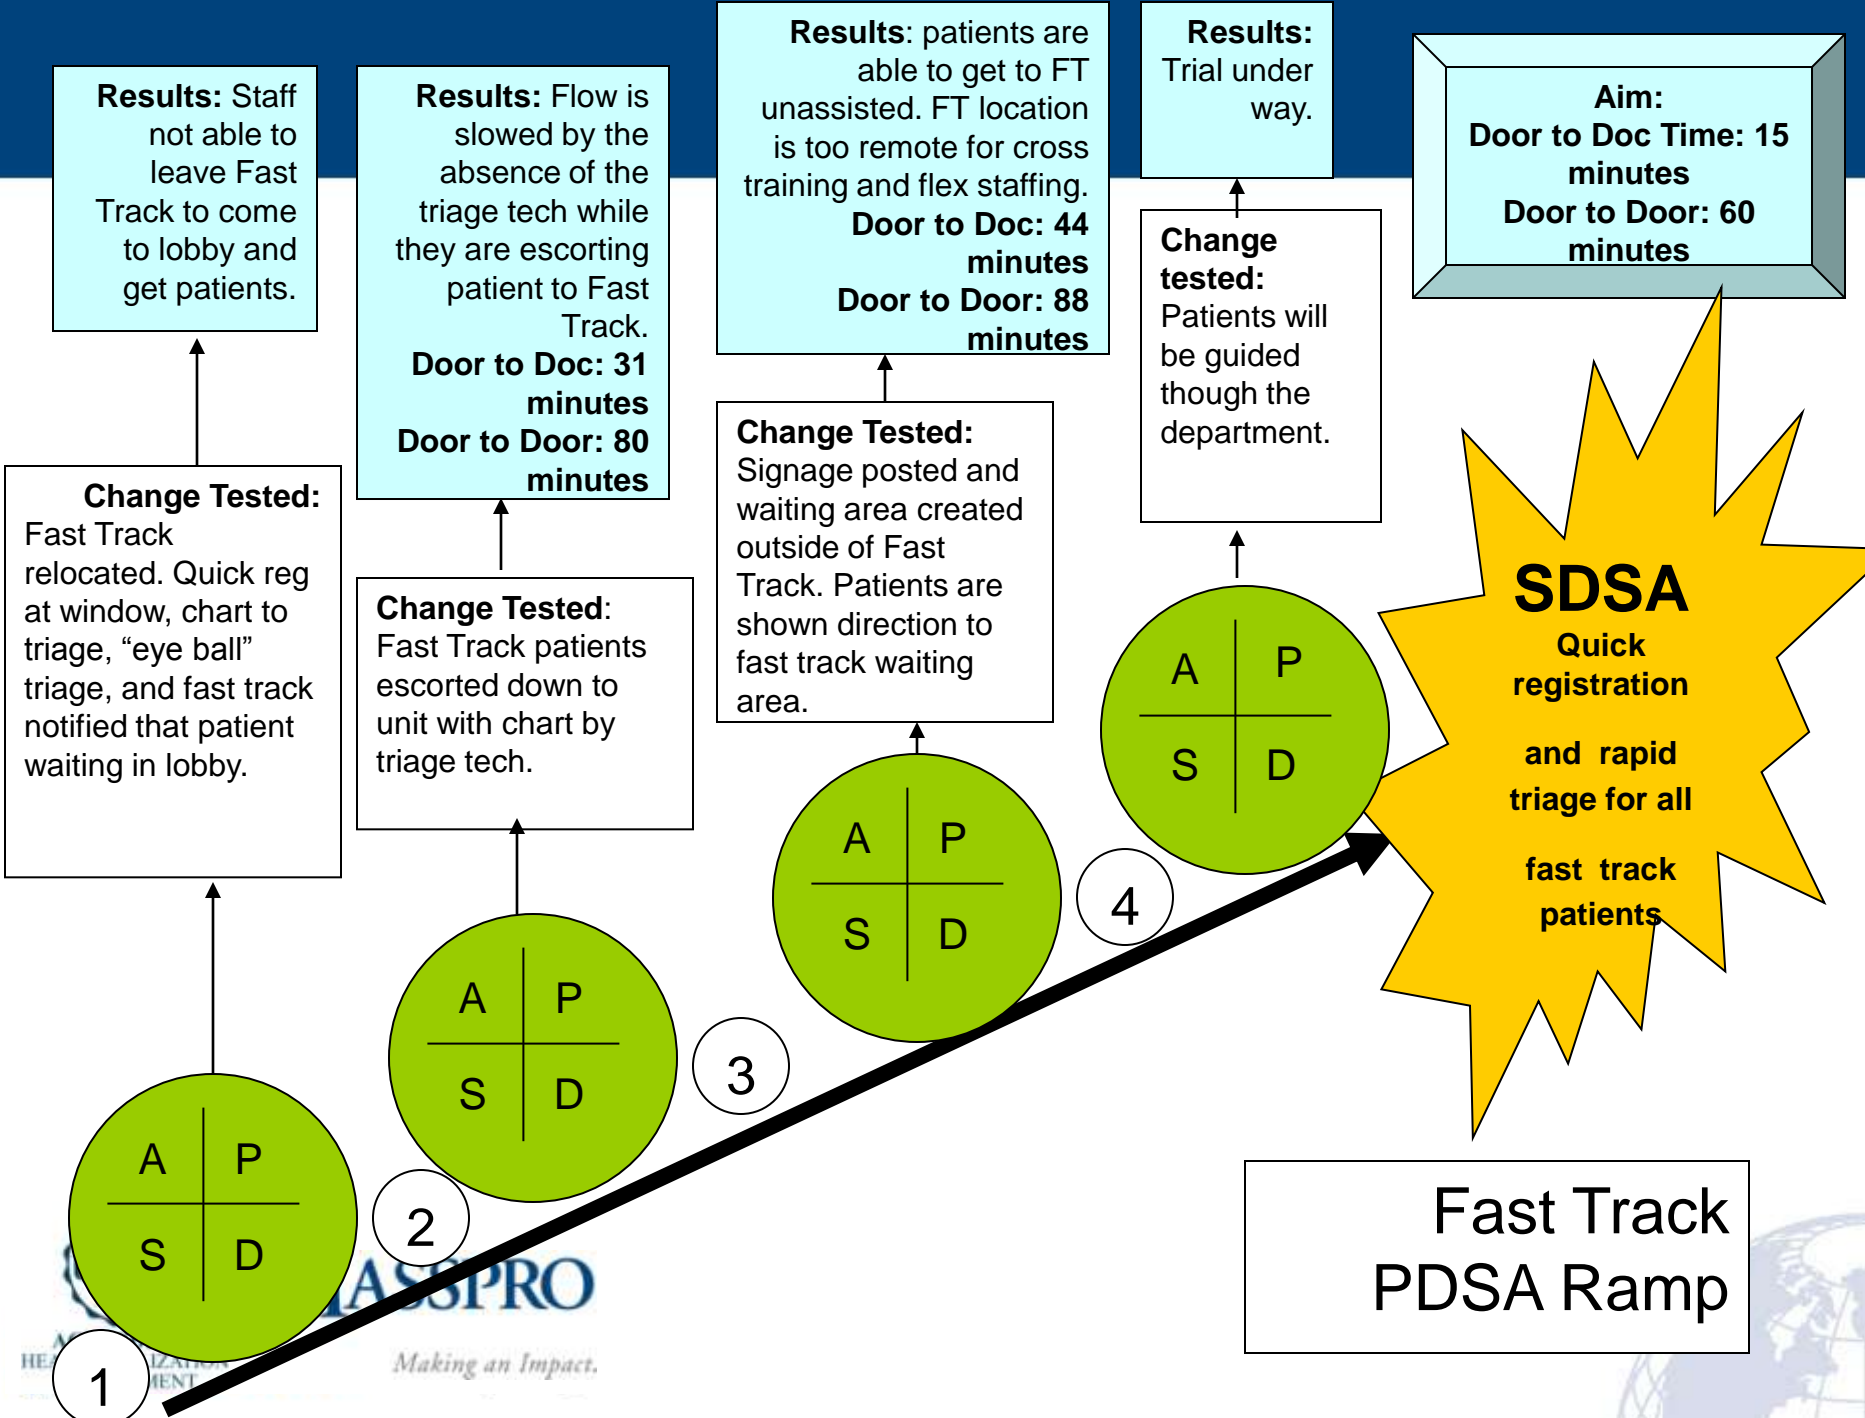 Results: Staff
not able to
leave Fast
Track to come
to lobby and
get patients.
Change Tested:
Fast Track
relocated. Quick reg
at window, chart to
triage, “eye ball”
triage, and fast track
notified that patient
waiting in lobby.
A P
S D
1
Results: Flow is
slowed by the
absence of the
triage tech while
they are escorting
patient to Fast
Track.
Door to Doc: 31
minutes
Door to Door: 80
minutes
Change Tested:
Fast Track patients
escorted down to
unit with chart by
triage tech.
A P
S D
2
Results: patients are
able to get to FT
unassisted. FT location
is too remote for cross
training and flex staffing.
Door to Doc: 44
minutes
Door to Door: 88
minutes
Change Tested:
Signage posted and
waiting area created
outside of Fast
Track. Patients are
shown direction to
fast track waiting
area.
A P
S D
3
Results:
Trial under
way.
Change
tested:
Patients will
be guided
though the
department.
A P
S D
4
Aim:
Door to Doc Time: 15
minutes
Door to Door: 60
minutes
SDSA
Quick
registration
and rapid
triage for all
fast track
patients
Fast Track
PDSA Ramp
ASSPRO
Making an Impact.